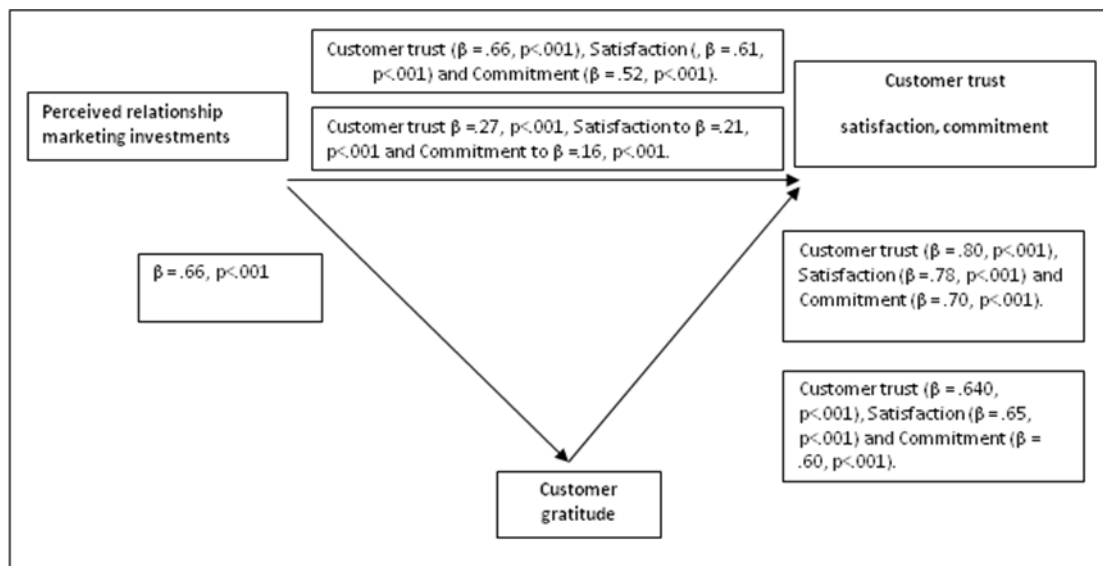 Customer trust (β = .66, p<.001), Satisfaction (, β = .61,
p<.001) and Commitment (β = .52, p<.001).
Perceived relationship
marketing investments
Customer trust β =.27, p<.001, Satisfaction to β =.21,
p<.001 and Commitment to β =.16, p<.001.
Customer trust
satisfaction, commitment
β = .66, p<.001
Customer trust (β = .80, p<.001),
Satisfaction (β =.78, p<.001) and
Commitment (β = .70, p<.001).
Customer trust (β = .640,
p<.001), Satisfaction (β = .65,
p<.001) and Commitment (β =
.60, p<.001).
Customer
gratitude